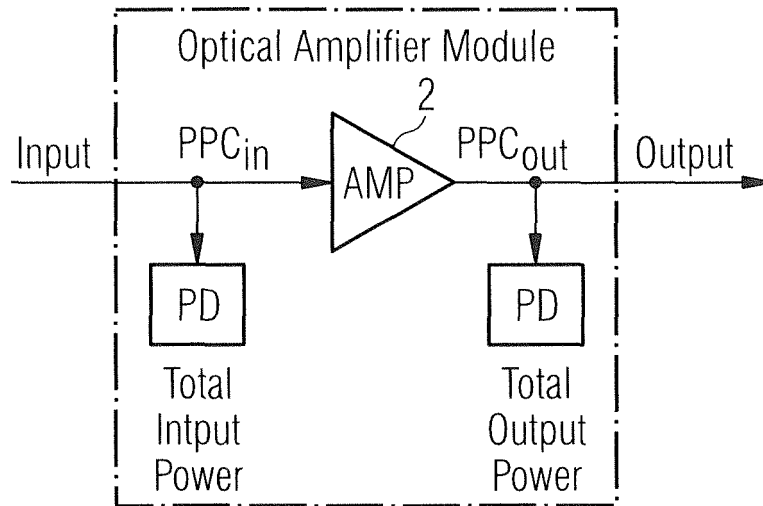 Optical Amplifier Module
2
Input
PPCin
AMP
PPCout
Output
PD
PD
Total
Intput
Power
Total
Output
Power